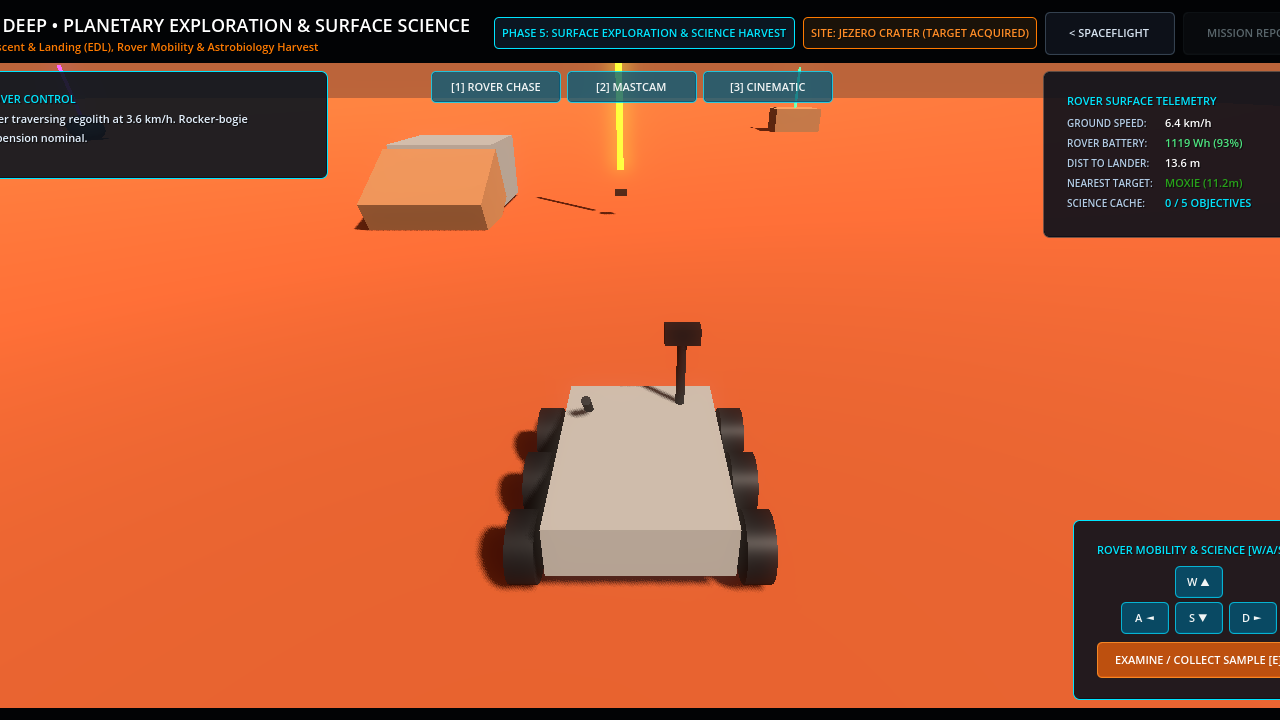 DEEP • PLANETARY EXPLORATION & SURFACE SCIENCE
scent & Landing (EDL), Rover Mobility & Astrobiology Harvest
PHASE 5: SURFACE EXPLORATION & SCIENCE HARVEST
SITE: JEZERO CRATER (TARGET ACQUIRED)
< SPACEFLIGHT
MISSION REPO
VER CONTROL
er traversing regolith at 3.6 km/h. Rocker-bogie
pension nominal.
[1] ROVER CHASE
[2] MASTCAM
[3] CINEMATIC
ROVER SURFACE TELEMETRY
GROUND SPEED: 6.4 km/h
ROVER BATTERY: 1119 Wh (93%)
DIST TO LANDER: 13.6 m
NEAREST TARGET: MOXIE (11.2m)
SCIENCE CACHE: 0 / 5 OBJECTIVES
ROVER MOBILITY & SCIENCE [W/A/S
W ▲
A ◄
S ▼
D ►
EXAMINE / COLLECT SAMPLE [E]